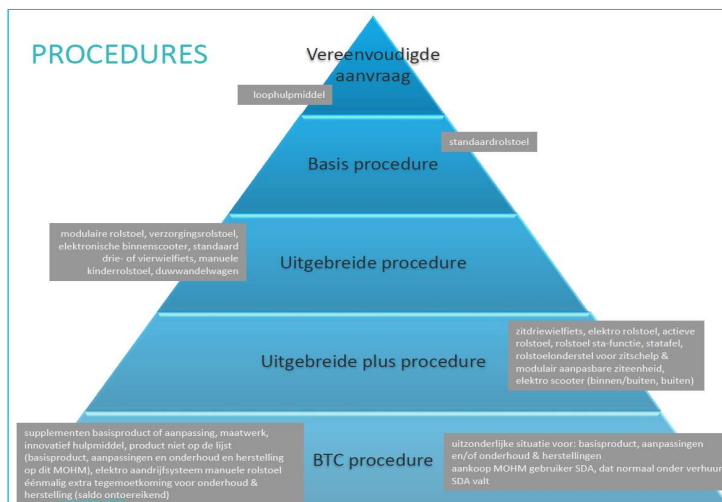 PROCEDURES
Vereenvoudigde
aanvraag
loophulpmiddel
standaardrolstoel
Basis procedure
modulaire rolstoel, verzorgingsrolstoel,
elektronische binnenscooter, standaard
drie- of vierwielfiets, manuele
kinderrolstoel, duwwandelwagen
Uitgebreide procedure
zitdriewielfiets, elektro rolstoel, actieve
rolstoel, rolstoel sta-functie, statafel,
rolstoelonderstel voor zitschelp &
modulair aanpasbare ziteenheid,
elektro scooter (binnen/buiten, buiten)
Uitgebreide plus procedure
supplementen basisproduct of aanpassing, maatwerk,
innovatief hulpmiddel, product niet op de lijst
(basisproduct, aanpassingen en onderhoud en herstelling
op dit MOHM), elektro aandrijfsysteem manuele rolstoel
éénmalig extra tegemoetkoming voor onderhoud &
herstelling (saldo ontoereikend)
BTC procedure
uitzonderlijke situatie voor: basisproduct, aanpassingen
en/of onderhoud & herstellingen
aankoop MOHM gebruiker SDA, dat normaal onder verhuur
SDA valt